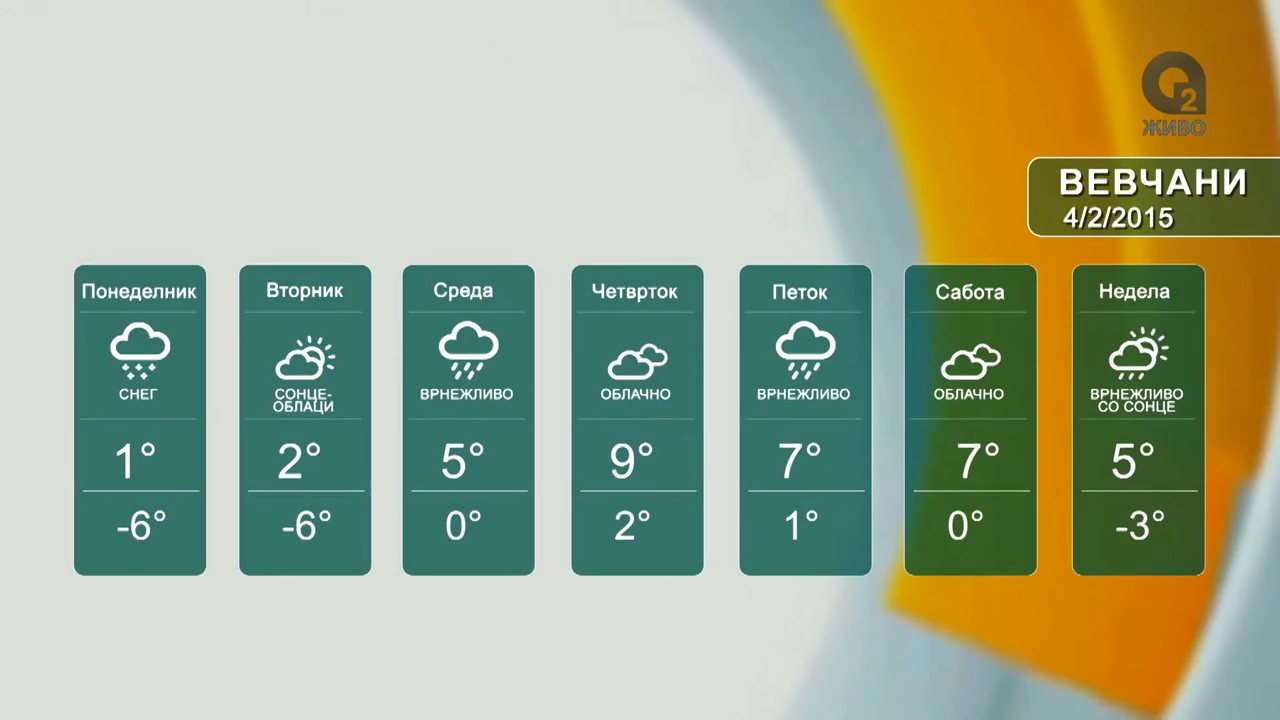 2
ЖИВО
ВЕВЧАНИ
4/2/2015
Понеделник
СНЕГ
1°
-6°
Вторник
СОНЦЕ-
ОБЛАЦИ
2°
-6°
Среда
ВРНЕЖЛИВО
5°
0°
Четврток
ОБЛАЧНО
9°
2°
Петок
ВРНЕЖЛИВО
7°
1°
Сабота
ОБЛАЧНО
7°
0°
Недела
ВРНЕЖЛИВО
СО СОНЦЕ
5°
-3°